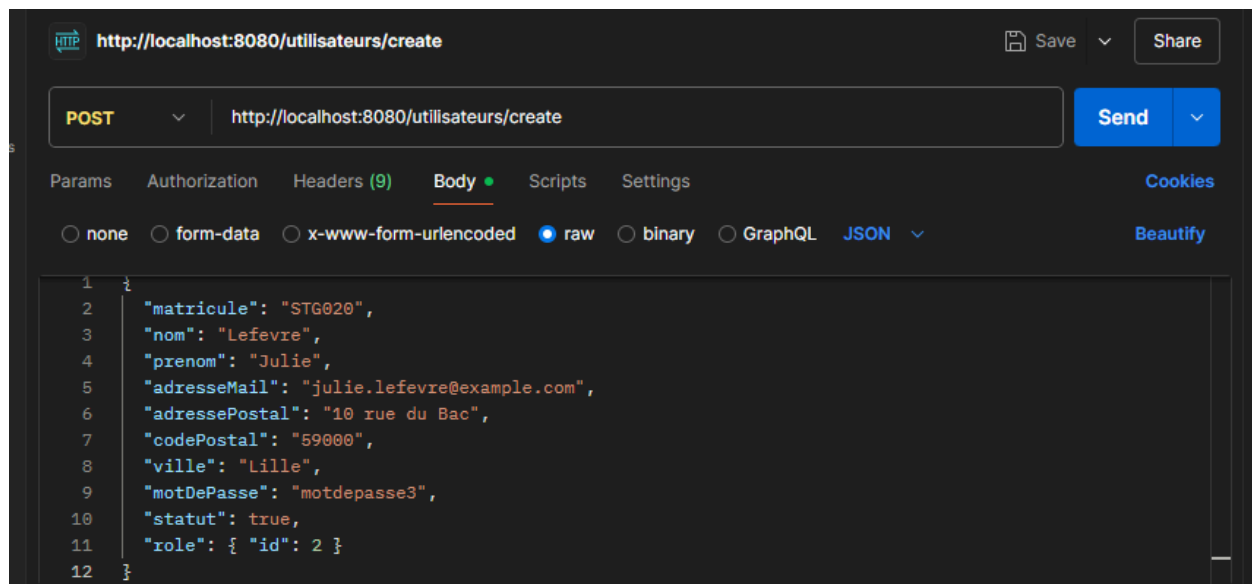 HTTP http://localhost:8080/utilisateurs/create Save Share
POST http://localhost:8080/utilisateurs/create Send
s
Params Authorization Headers (9) Body Scripts Settings Cookies
none form-data x-www-form-urlencoded raw binary GraphQL JSON Beautify
1 {
2 "matricule": "STG020",
3 "nom": "Lefevre",
4 "prenom": "Julie",
5 "adresseMail": "julie.lefevre@example.com",
6 "adressePostal": "10 rue du Bac",
7 "codePostal": "59000",
8 "ville": "Lille",
9 "motDePasse": "motdepasse3",
10 "statut": true,
11 "role": { "id": 2 }
12 }